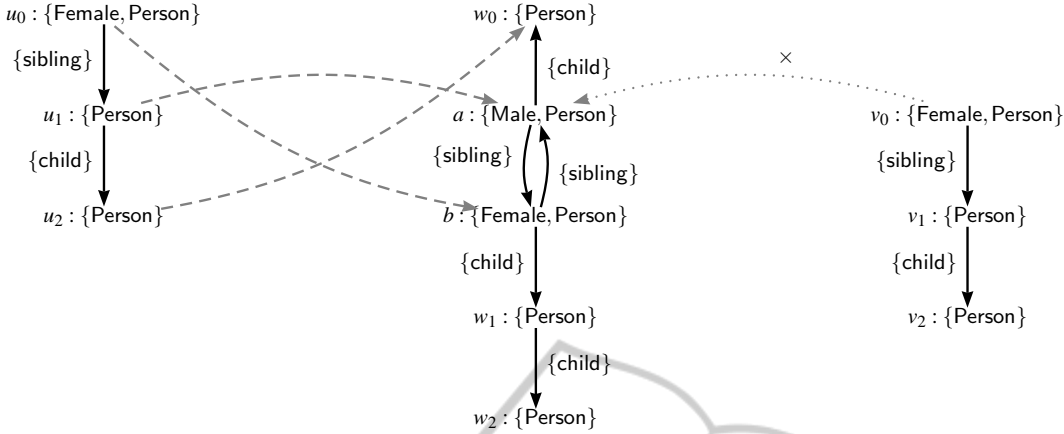 u₀ : {Female, Person}
w₀ : {Person}
{sibling}
{child}
×
u₁ : {Person}
a : {Male, Person}
v₀ : {Female, Person}
{child}
{sibling}
{sibling}
{sibling}
u₂ : {Person}
b : {Female, Person}
v₁ : {Person}
{child}
{child}
w₁ : {Person}
v₂ : {Person}
{child}
w₂ : {Person}